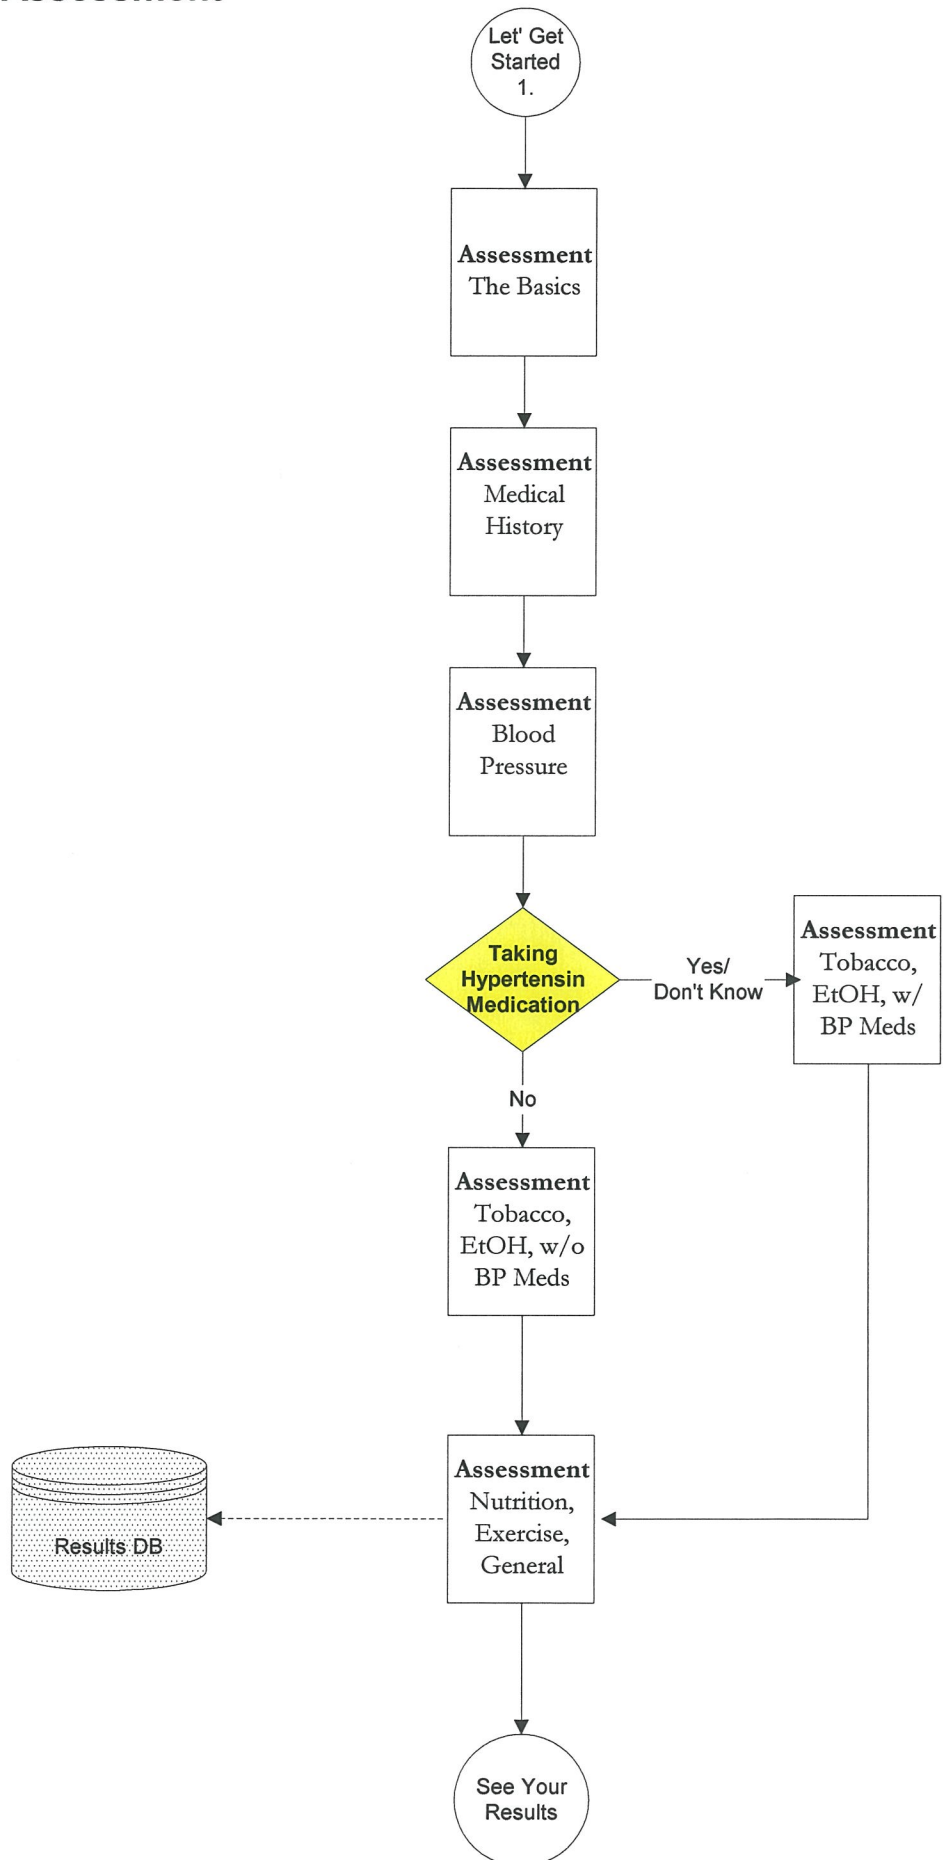 Assessment
Let' Get
Started
1.
Assessment
The Basics
Assessment
Medical
History
Assessment
Blood
Pressure
Taking
Hypertensin
Medication
Yes/
Don't Know
Assessment
Tobacco,
EtOH, w/
BP Meds
No
Assessment
Tobacco,
EtOH, w/o
BP Meds
Assessment
Nutrition,
Exercise,
General
Results DB
See Your
Results